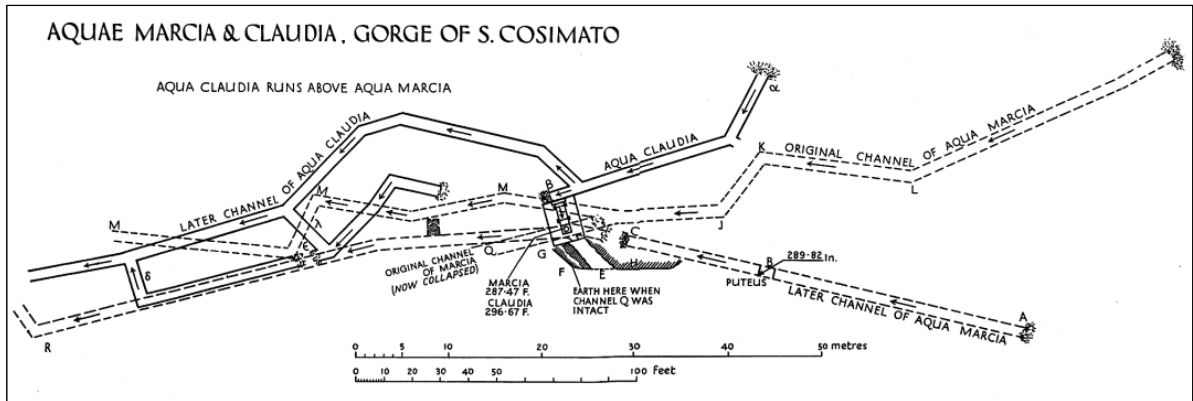 AQUAE MARCIA & CLAUDIA, GORGE OF S. COSIMATO
AQUA CLAUDIA RUNS ABOVE AQUA MARCIA
α
LATER CHANNEL OF AQUA CLAUDIA
AQUA CLAUDIA
K
ORIGINAL CHANNEL
OF AQUA MARCIA
L
M
M
M
B
J
λ
ε
δ
Q
G
C
F
E
H
ORIGINAL CHANNEL
OF MARCIA
(NOW COLLAPSED)
MARCIA
287·47 F.
CLAUDIA
296·67 F.
EARTH HERE WHEN
CHANNEL Q WAS
INTACT
B
289·82 In.
PUTEUS
LATER CHANNEL OF AQUA MARCIA
A
R
0 5 10 20 30 40 50 metres
0 10 20 30 40 50 100 feet